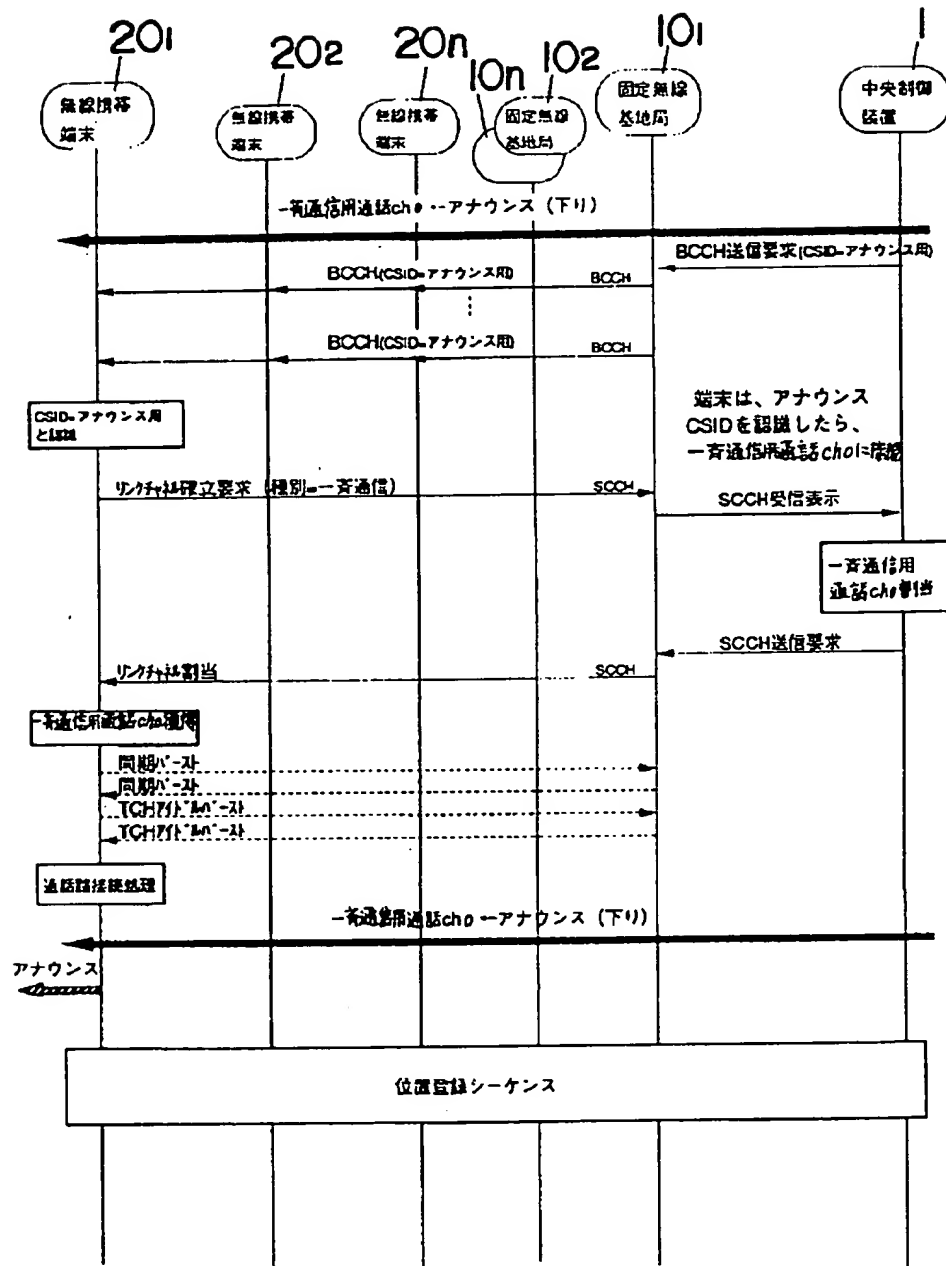 201
202
20n
10n
102
101
1
無線携帯
端末
無線携帯
端末
無線携帯
端末
固定無線
基地局
固定無線
基地局
中央制御
装置
一斉通信用通話cho ←アナウンス (下り)
BCCH送信要求(CSID=アナウンス用)
BCCH(CSID=アナウンス用)
BCCH
BCCH(CSID=アナウンス用)
BCCH
CSID=アナウンス用
と認識
端末は、アナウンス
CSIDを認識したら、
一斉通信用通話choに接続
リンクチャネル確立要求 (種別=一斉通信)
SCCH
SCCH受信表示
一斉通信用
通話cho割当
SCCH送信要求
リンクチャネル割当
SCCH
一斉通信用通話cho獲得
同期バースト
同期バースト
TCHアイドルバースト
TCHアイドルバースト
通話路接続処理
一斉通信用通話cho ←アナウンス (下り)
アナウンス
位置登録シーケンス